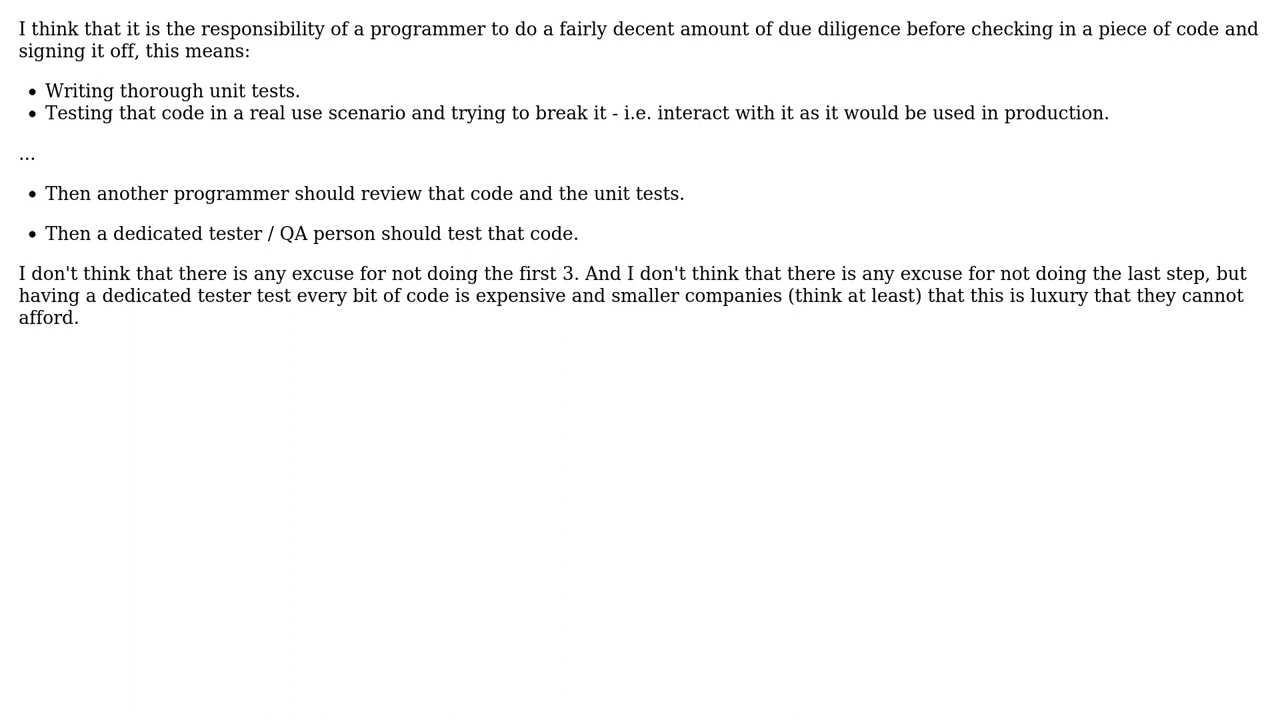 I think that it is the responsibility of a programmer to do a fairly decent amount of due diligence before checking in a piece of code and
signing it off, this means:
• Writing thorough unit tests.
• Testing that code in a real use scenario and trying to break it - i.e. interact with it as it would be used in production.
...
• Then another programmer should review that code and the unit tests.
• Then a dedicated tester / QA person should test that code.
I don't think that there is any excuse for not doing the first 3. And I don't think that there is any excuse for not doing the last step, but
having a dedicated tester test every bit of code is expensive and smaller companies (think at least) that this is luxury that they cannot
afford.